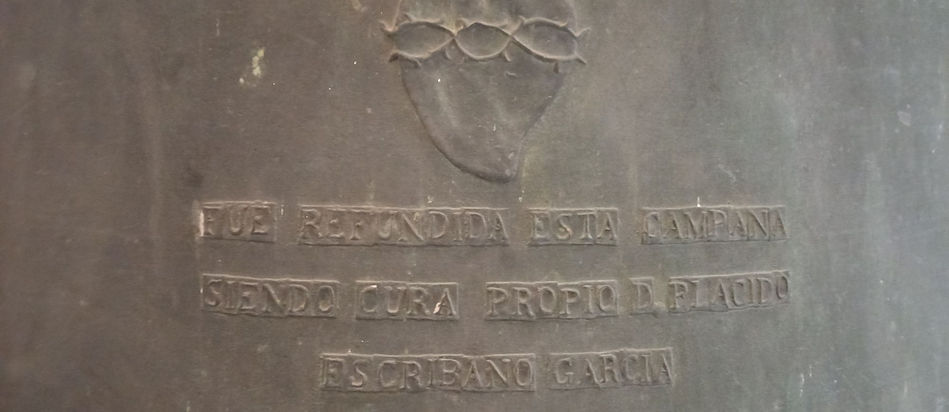 FUE REFUNDIDA ESTA CAMPANA
SIENDO CURA PROPIO D. PLACIDO
ESCRIBANO GARCIA